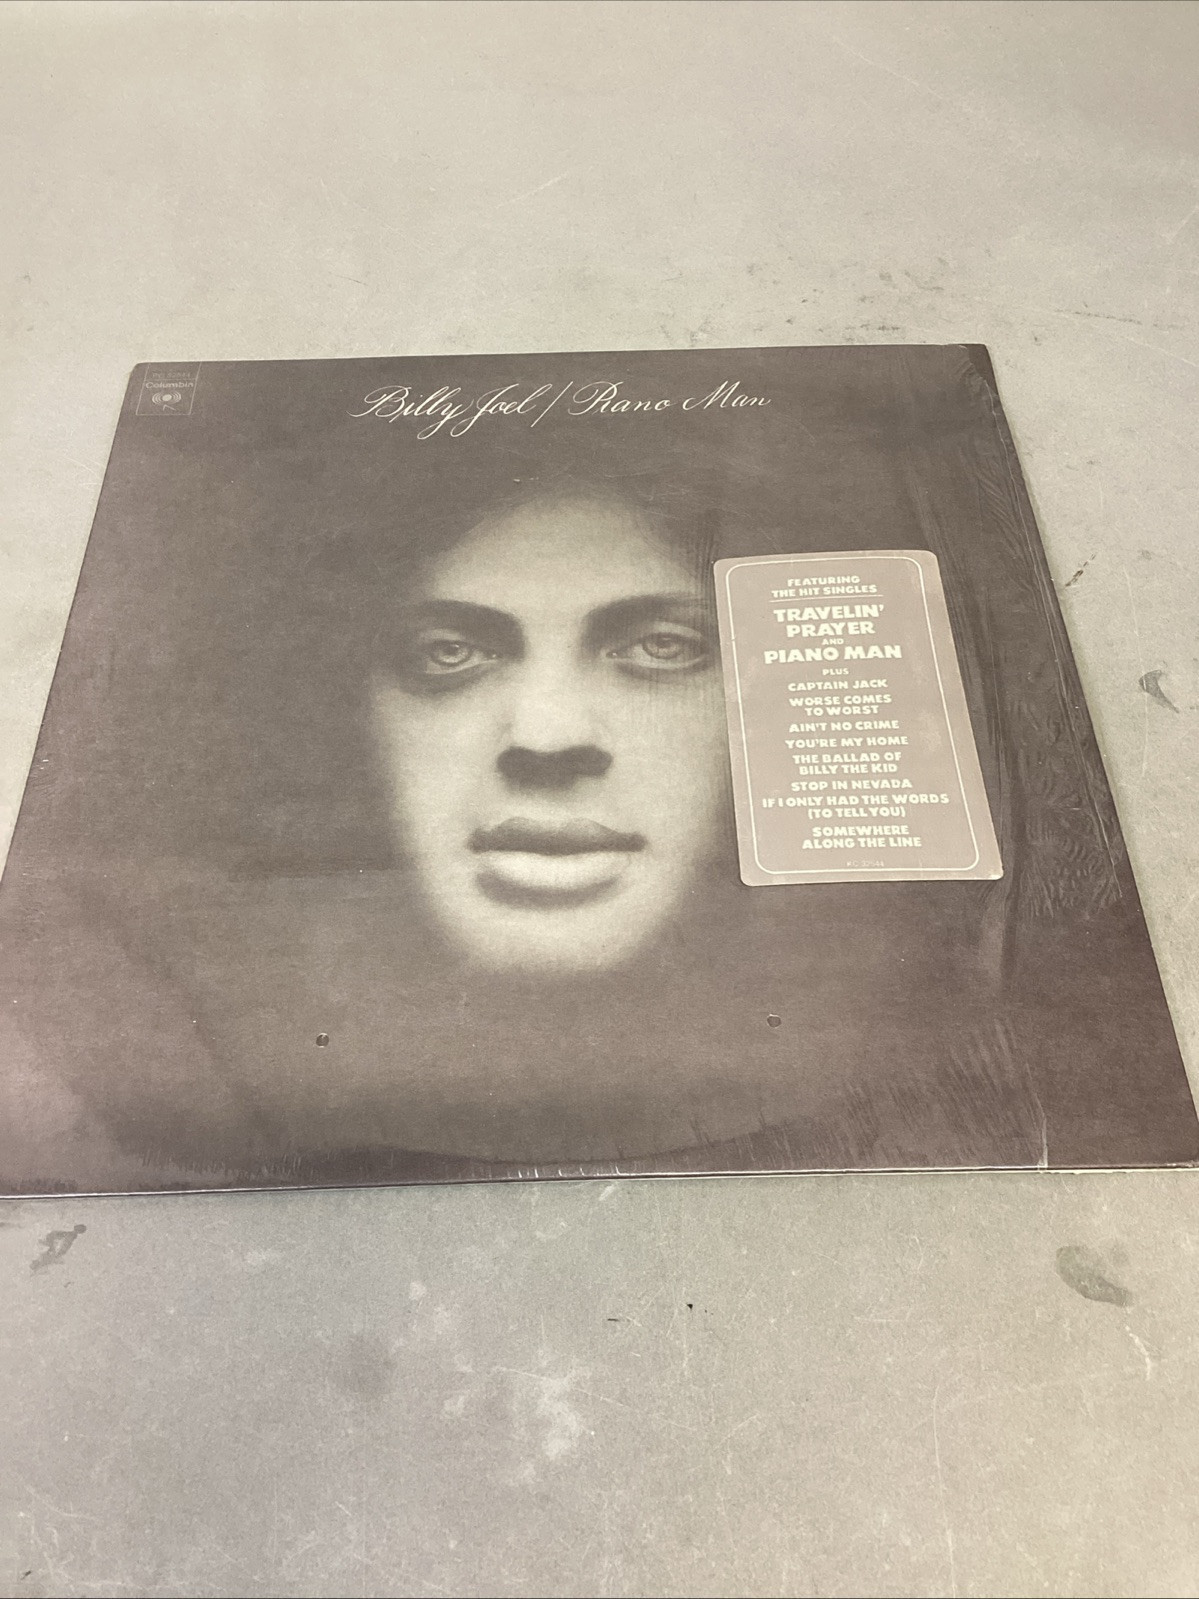 PC 32544
Columbia
Billy Joel / Piano Man
FEATURING
THE HIT SINGLES
TRAVELIN'
PRAYER
AND
PIANO MAN
PLUS
CAPTAIN JACK
WORSE COMES
TO WORST
AIN'T NO CRIME
YOU'RE MY HOME
THE BALLAD OF
BILLY THE KID
STOP IN NEVADA
IF I ONLY HAD THE WORDS
(TO TELL YOU)
SOMEWHERE
ALONG THE LINE
KC 32544